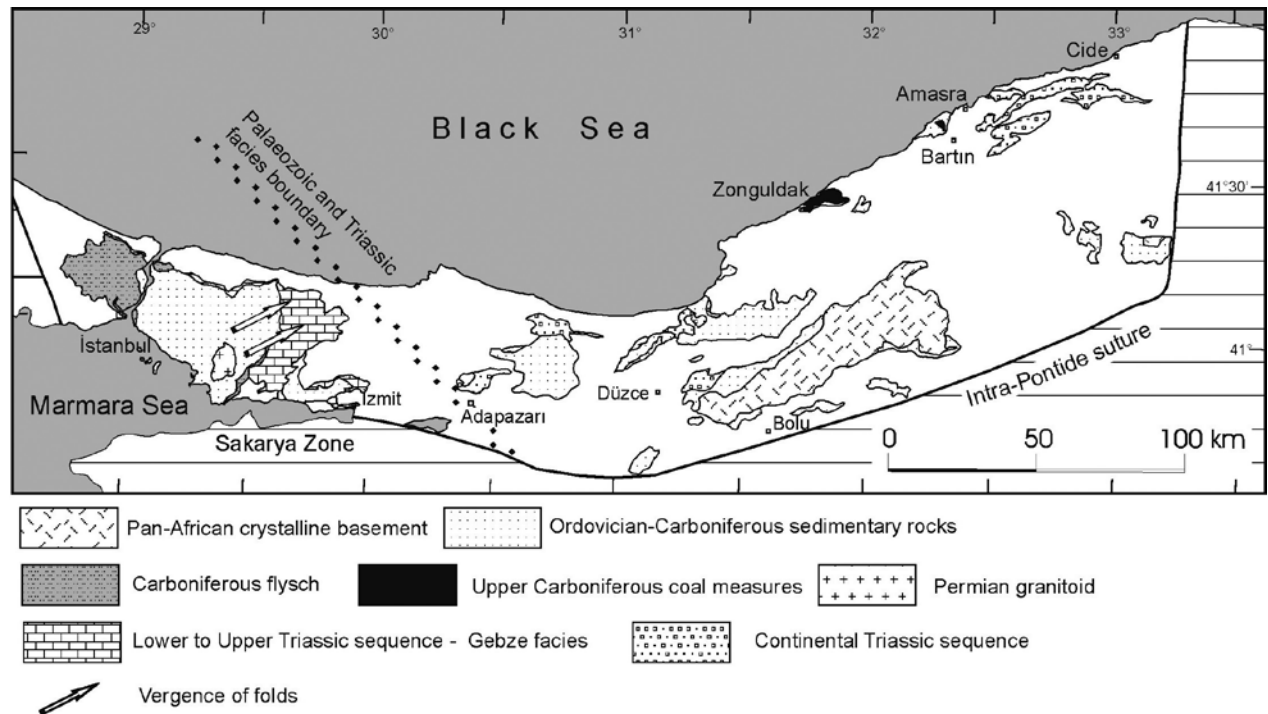 29°
30°
31°
32°
33°
Cide
Amasra
Black Sea
Bartın
Palaeozoic and Triassic
facies boundary
Zonguldak
41°30'
İstanbul
41°
Intra-Pontide suture
Marmara Sea
İzmit
Adapazarı
Düzce
Bolu
Sakarya Zone
0 50 100 km
Pan-African crystalline basement
Ordovician-Carboniferous sedimentary rocks
Carboniferous flysch
Upper Carboniferous coal measures
Permian granitoid
Lower to Upper Triassic sequence - Gebze facies
Continental Triassic sequence
Vergence of folds